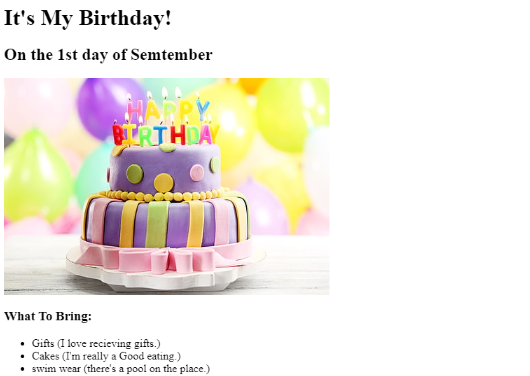 It's My Birthday!
On the 1st day of Semtember
HAPPY
BIRTHDAY
What To Bring:
Gifts (I love recieving gifts.)
Cakes (I'm really a Good eating.)
swim wear (there's a pool on the place.)